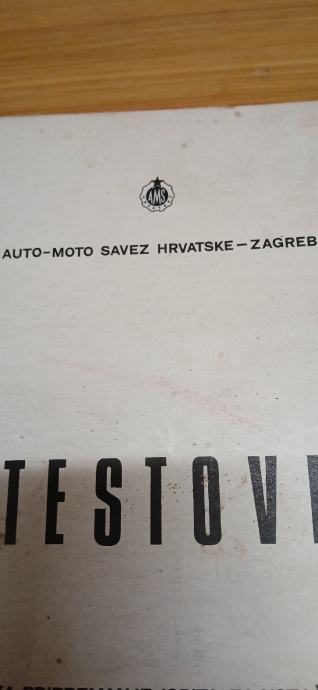 AMS
AUTO-MOTO SAVEZ HRVATSKE – ZAGREB
TESTOVI